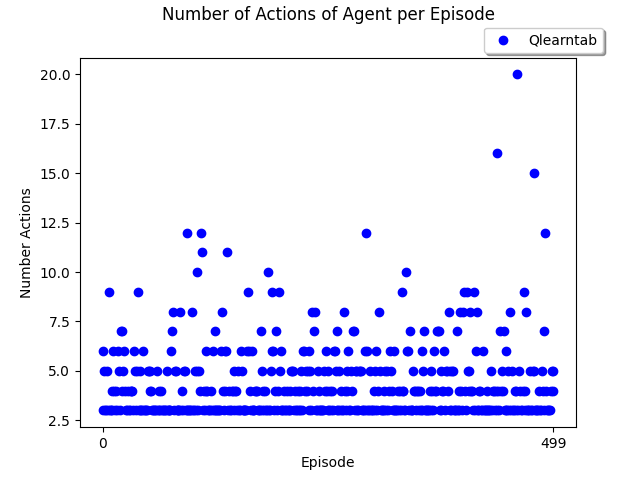 Number of Actions of Agent per Episode
Qlearntab
20.0
17.5
15.0
12.5
10.0
7.5
5.0
2.5
Number Actions
0
499
Episode